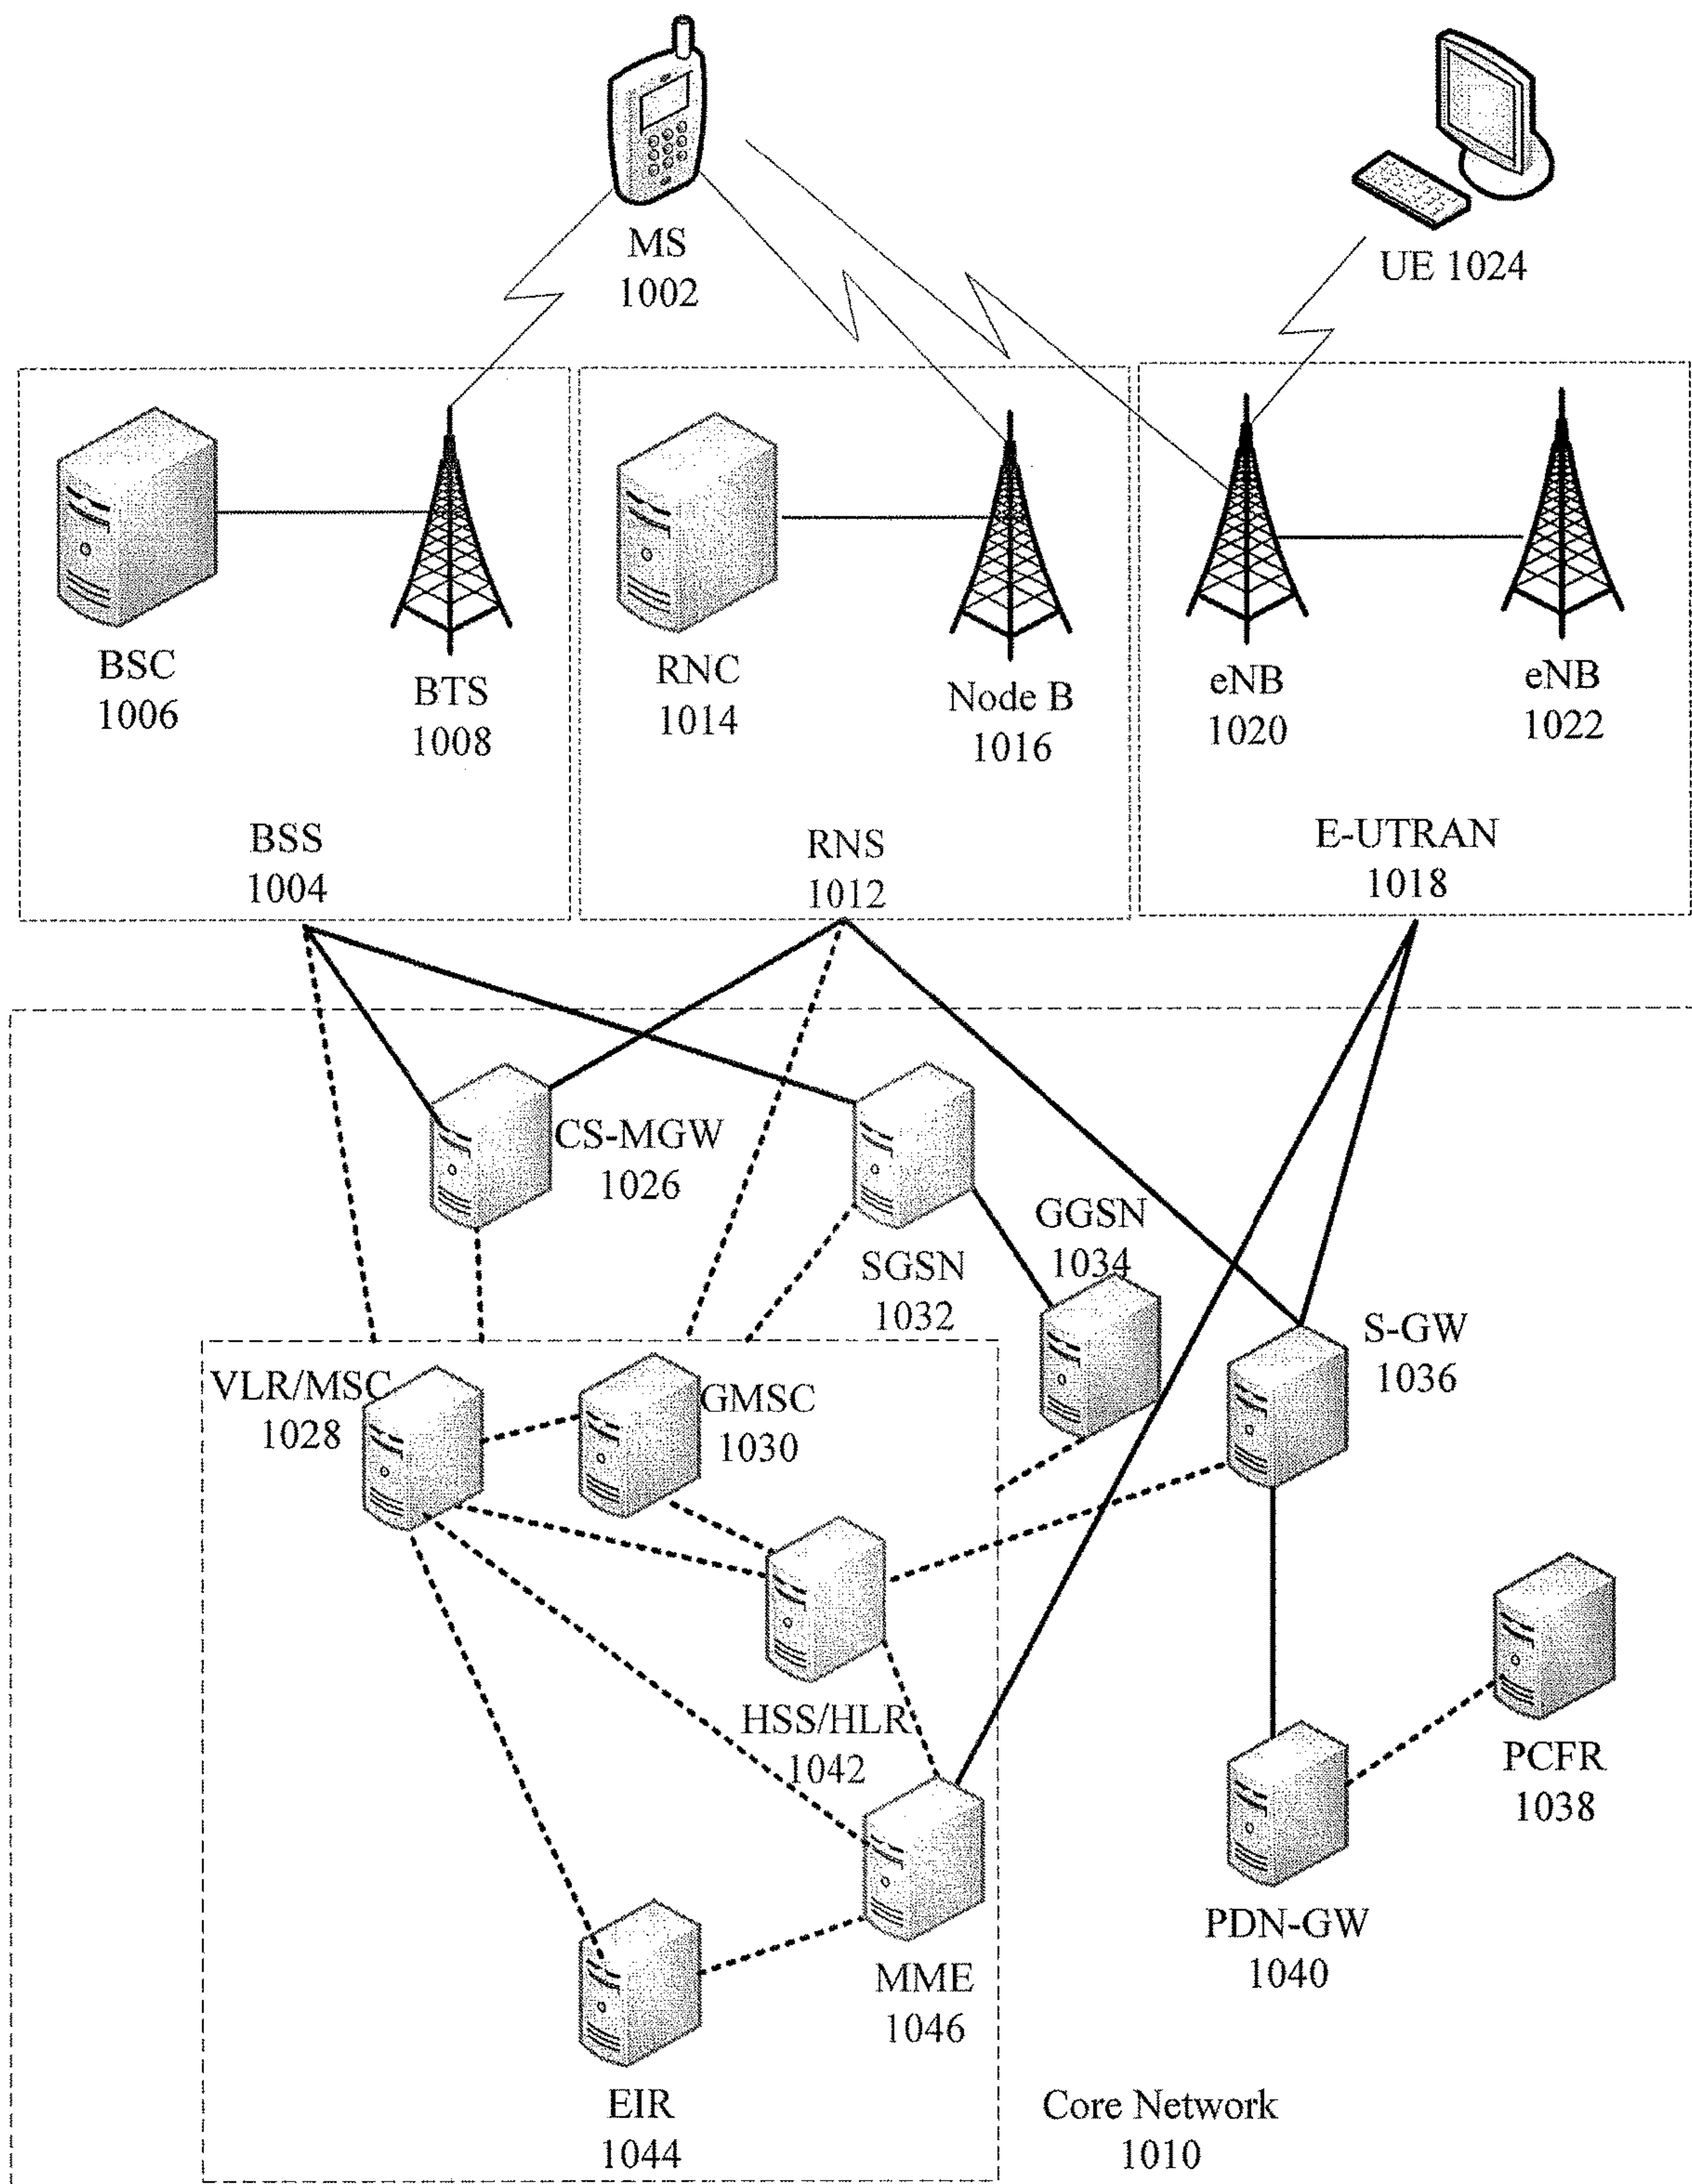 MS
1002
UE 1024
BSC
1006
BTS
1008
RNC
1014
Node B
1016
eNB
1020
eNB
1022
BSS
1004
RNS
1012
E-UTRAN
1018
CS-MGW
1026
SGSN
1032
GGSN
1034
S-GW
1036
VLR/MSC
1028
GMSC
1030
HSS/HLR
1042
PCFR
1038
PDN-GW
1040
MME
1046
EIR
1044
Core Network
1010